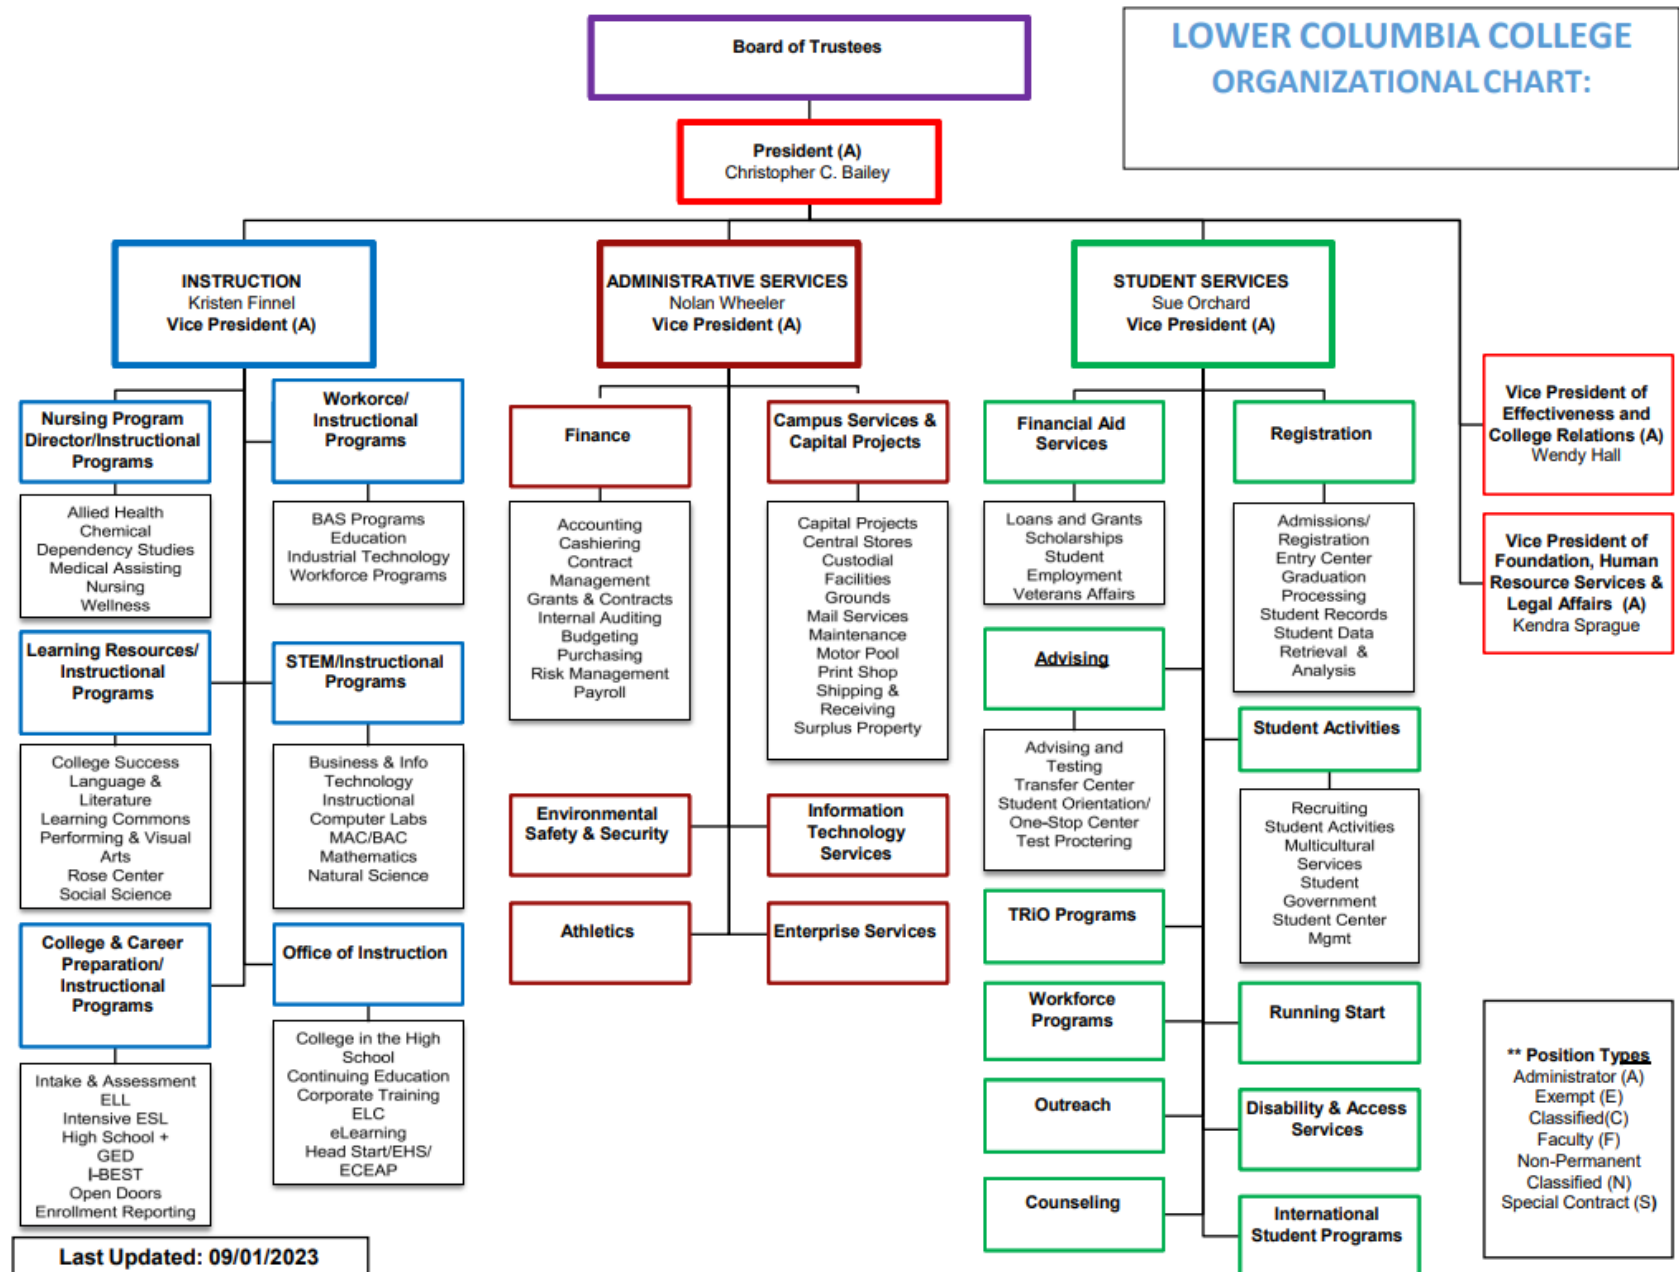 LOWER COLUMBIA COLLEGE
ORGANIZATIONAL CHART:
Board of Trustees
President (A)
Christopher C. Bailey
INSTRUCTION
Kristen Finnel
Vice President (A)
ADMINISTRATIVE SERVICES
Nolan Wheeler
Vice President (A)
STUDENT SERVICES
Sue Orchard
Vice President (A)
Vice President of
Effectiveness and
College Relations (A)
Wendy Hall
Vice President of
Foundation, Human
Resource Services &
Legal Affairs (A)
Kendra Sprague
Nursing Program
Director/Instructional
Programs
Allied Health
Chemical
Dependency Studies
Medical Assisting
Nursing
Wellness
Workorce/
Instructional
Programs
BAS Programs
Education
Industrial Technology
Workforce Programs
Learning Resources/
Instructional
Programs
College Success
Language &
Literature
Learning Commons
Performing & Visual
Arts
Rose Center
Social Science
STEM/Instructional
Programs
Business & Info
Technology
Instructional
Computer Labs
MAC/BAC
Mathematics
Natural Science
College & Career
Preparation/
Instructional
Programs
Intake & Assessment
ELL
Intensive ESL
High School +
GED
I-BEST
Open Doors
Enrollment Reporting
Office of Instruction
College in the High
School
Continuing Education
Corporate Training
ELC
eLearning
Head Start/EHS/
ECEAP
Finance
Accounting
Cashiering
Contract
Management
Grants & Contracts
Internal Auditing
Budgeting
Purchasing
Risk Management
Payroll
Campus Services &
Capital Projects
Capital Projects
Central Stores
Custodial
Facilities
Grounds
Mail Services
Maintenance
Motor Pool
Print Shop
Shipping &
Receiving
Surplus Property
Environmental
Safety & Security
Information
Technology
Services
Athletics
Enterprise Services
Financial Aid
Services
Loans and Grants
Scholarships
Student
Employment
Veterans Affairs
Registration
Admissions/
Registration
Entry Center
Graduation
Processing
Student Records
Student Data
Retrieval &
Analysis
Advising
Advising and
Testing
Transfer Center
Student Orientation/
One-Stop Center
Test Proctering
Student Activities
Recruiting
Student Activities
Multicultural
Services
Student
Government
Student Center
Mgmt
TRiO Programs
Workforce
Programs
Running Start
Outreach
Disability & Access
Services
Counseling
International
Student Programs
** Position Types
Administrator (A)
Exempt (E)
Classified(C)
Faculty (F)
Non-Permanent
Classified (N)
Special Contract (S)
Last Updated: 09/01/2023